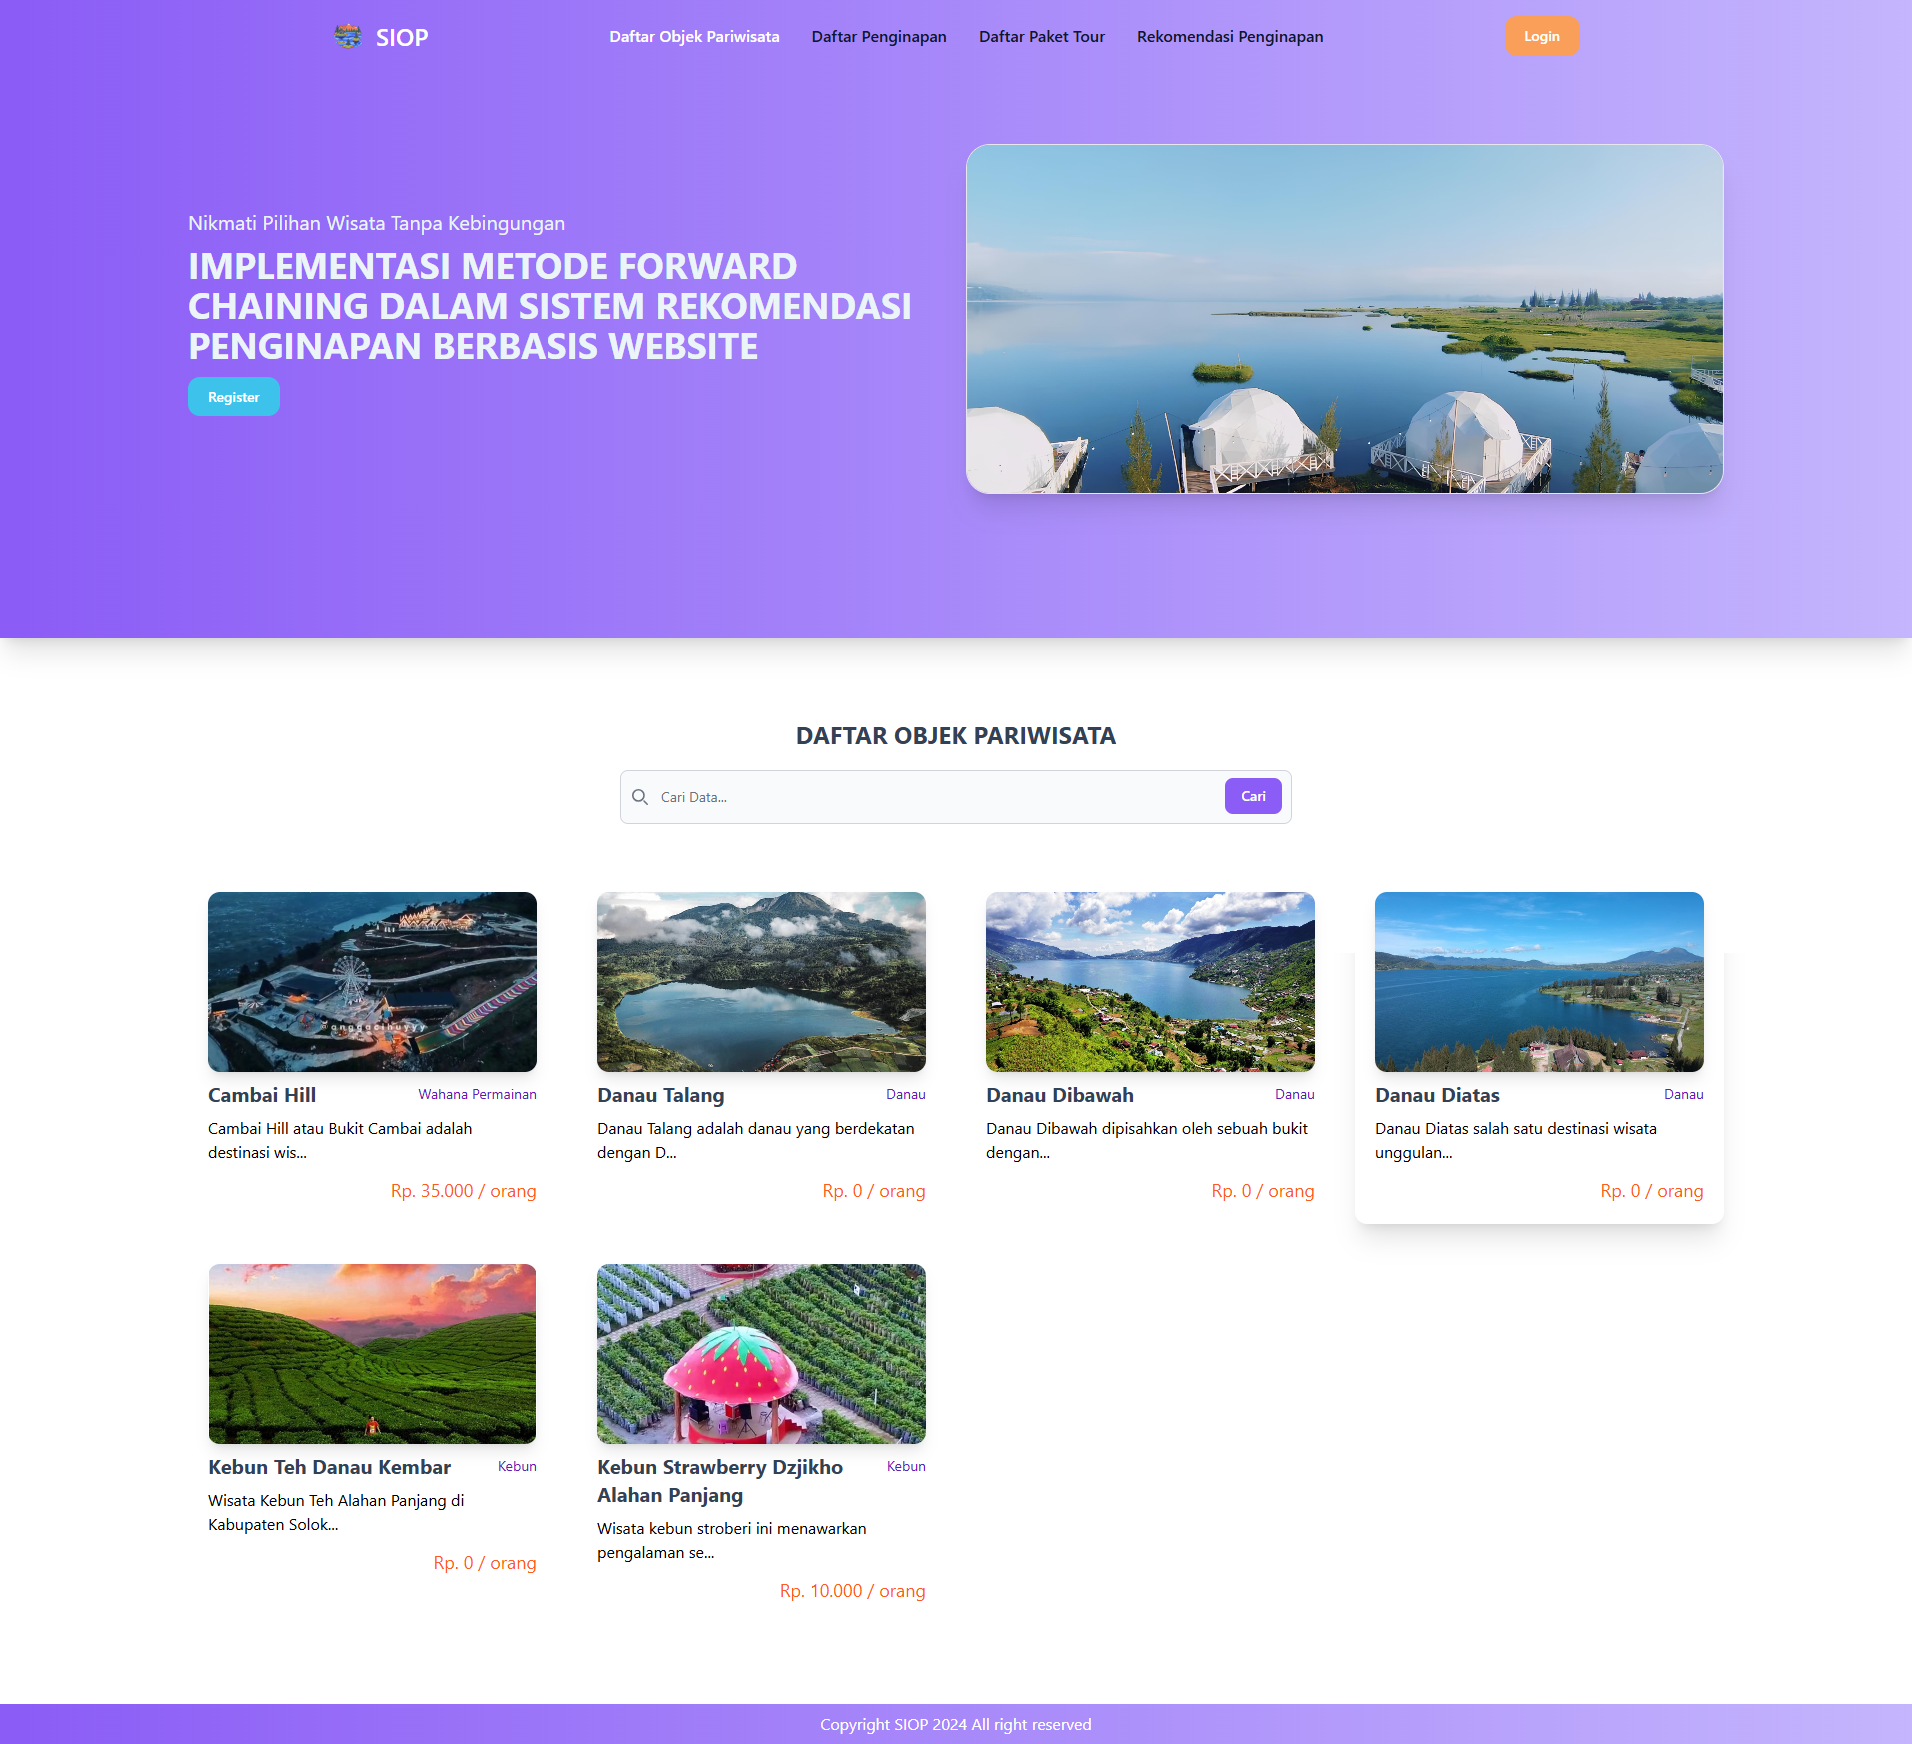 SIOP
Daftar Objek Pariwisata
Daftar Penginapan
Daftar Paket Tour
Rekomendasi Penginapan
Login
Nikmati Pilihan Wisata Tanpa Kebingungan
IMPLEMENTASI METODE FORWARD
CHAINING DALAM SISTEM REKOMENDASI
PENGINAPAN BERBASIS WEBSITE
Register
DAFTAR OBJEK PARIWISATA
Cari Data...
Cari
@anggacihuyyy
Cambai Hill
Wahana Permainan
Cambai Hill atau Bukit Cambai adalah
destinasi wis...
Rp. 35.000 / orang
Danau Talang
Danau
Danau Talang adalah danau yang berdekatan
dengan D...
Rp. 0 / orang
Danau Dibawah
Danau
Danau Dibawah dipisahkan oleh sebuah bukit
dengan...
Rp. 0 / orang
Danau Diatas
Danau
Danau Diatas salah satu destinasi wisata
unggulan...
Rp. 0 / orang
Kebun Teh Danau Kembar
Kebun
Wisata Kebun Teh Alahan Panjang di
Kabupaten Solok...
Rp. 0 / orang
Kebun Strawberry Dzjikho
Alahan Panjang
Kebun
Wisata kebun stroberi ini menawarkan
pengalaman se...
Rp. 10.000 / orang
Copyright SIOP 2024 All right reserved